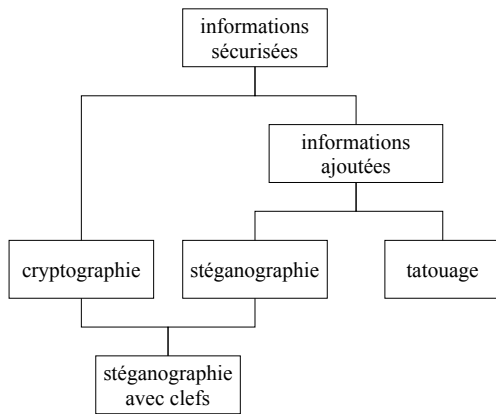 informations
sécurisées
informations
ajoutées
cryptographie
stéganographie
tatouage
stéganographie
avec clefs